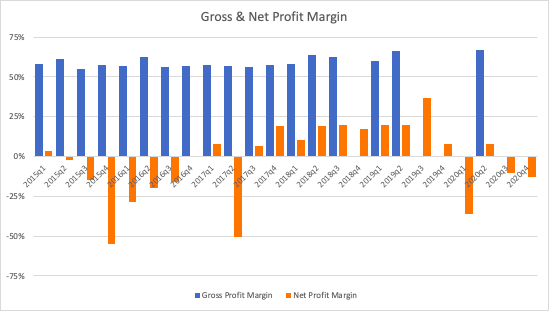 Gross & Net Profit Margin
75%
50%
25%
0%
-25%
-50%
-75%
2015q1
2015q2
2015q3
2015q4
2016q1
2016q2
2016q3
2016q4
2017q1
2017q2
2017q3
2017q4
2018q1
2018q2
2018q3
2018q4
2019q1
2019q2
2019q3
2019q4
2020q1
2020q2
2020q3
2020q4
Gross Profit Margin
Net Profit Margin